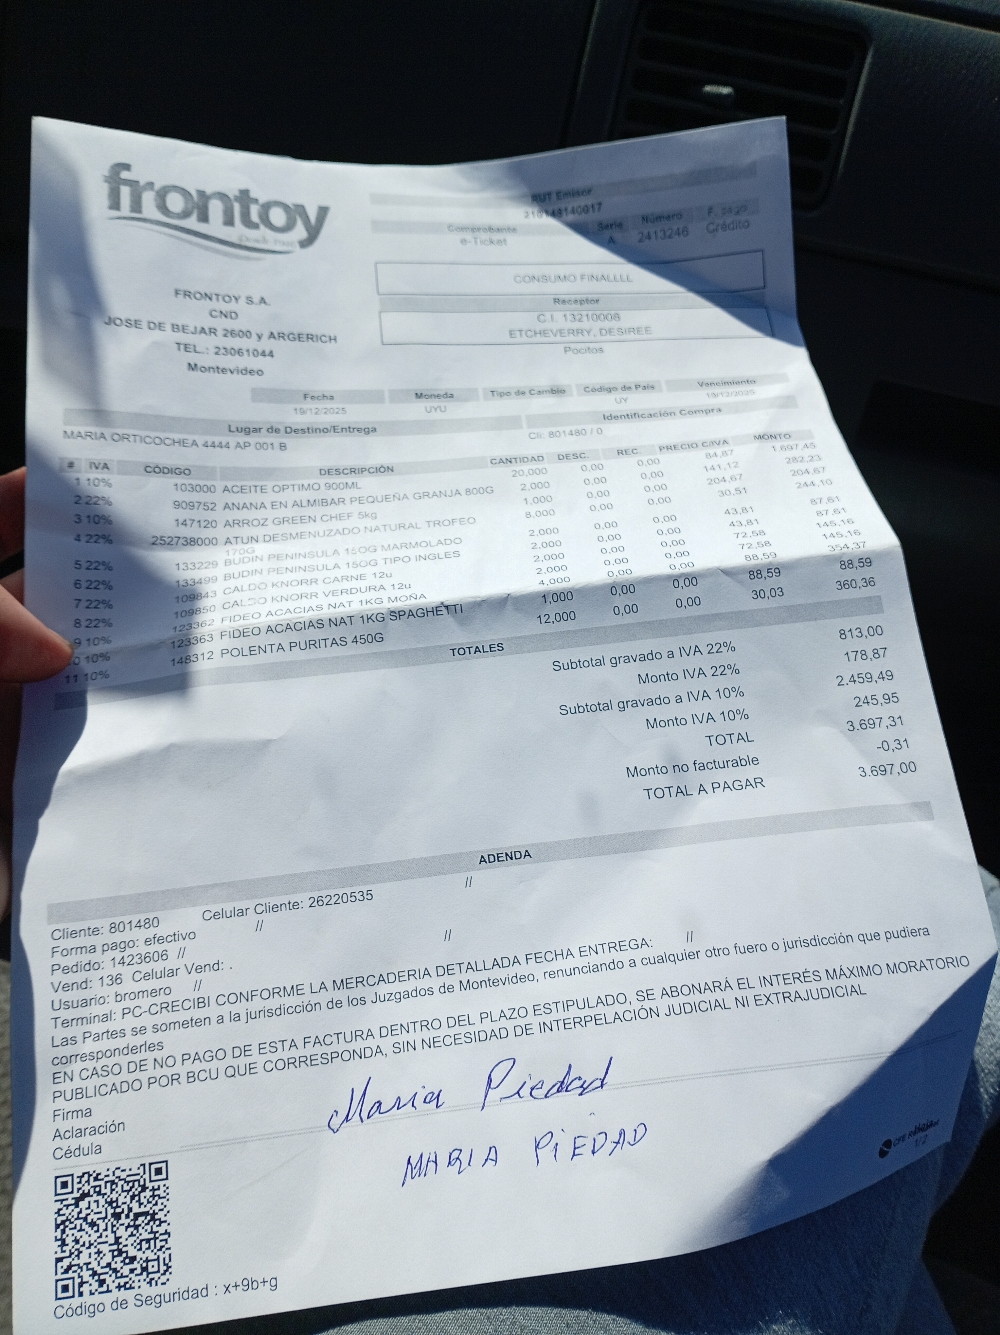 frontoy
Desde 1985
FRONTOY S.A.
CND
JOSE DE BEJAR 2600 y ARGERICH
TEL.: 23061044
Montevideo
RUT Emisor
218149140017
Comprobante Serie Número F. pago
e-Ticket A 2413246 Crédito
CONSUMO FINALLLL
Receptor
C.I. 13210008
ETCHEVERRY, DESIREE
Pocitos
Fecha Moneda Tipo de Cambio Código de País Vencimiento
19/12/2025 UYU UY 19/12/2025
Lugar de Destino/Entrega Identificación Compra
MARIA ORTICOCHEA 4444 AP 001 B Cli: 801480 / 0
# IVA CÓDIGO DESCRIPCIÓN CANTIDAD DESC. REC. PRECIO C/IVA MONTO
1 10% 103000 ACEITE OPTIMO 900ML 20,000 0,00 0,00 84,87 1.697,45
2 22% 909752 ANANA EN ALMIBAR PEQUEÑA GRANJA 800G 2,000 0,00 0,00 141,12 282,23
3 10% 147120 ARROZ GREEN CHEF 5kg 1,000 0,00 0,00 204,67 204,67
4 22% 252738000 ATUN DESMENUZADO NATURAL TROFEO 170G 8,000 0,00 0,00 30,51 244,10
5 22% 133229 BUDIN PENINSULA 150G MARMOLADO 2,000 0,00 0,00 43,81 87,61
6 22% 133499 BUDIN PENINSULA 150G TIPO INGLES 2,000 0,00 0,00 43,81 87,61
7 22% 109843 CALDO KNORR CARNE 12u 2,000 0,00 0,00 72,58 145,16
8 22% 109850 CALDO KNORR VERDURA 12u 2,000 0,00 0,00 72,58 145,16
9 10% 123362 FIDEO ACACIAS NAT 1KG MOÑA 4,000 0,00 0,00 88,59 354,37
10% 123363 FIDEO ACACIAS NAT 1KG SPAGHETTI 1,000 0,00 0,00 88,59 88,59
11 10% 148312 POLENTA PURITAS 450G 12,000 0,00 0,00 30,03 360,36
TOTALES
Subtotal gravado a IVA 22% 813,00
Monto IVA 22% 178,87
Subtotal gravado a IVA 10% 2.459,49
Monto IVA 10% 245,95
TOTAL 3.697,31
Monto no facturable -0,31
TOTAL A PAGAR 3.697,00
ADENDA
Cliente: 801480 Celular Cliente: 26220535 //
Forma pago: efectivo //
Pedido: 1423606 //
Vend: 136 Celular Vend: . //
Usuario: bromero //
Terminal: PC-CRECIBI CONFORME LA MERCADERIA DETALLADA FECHA ENTREGA: //
Las Partes se someten a la jurisdicción de los Juzgados de Montevideo, renunciando a cualquier otro fuero o jurisdicción que pudiera
corresponderles
EN CASO DE NO PAGO DE ESTA FACTURA DENTRO DEL PLAZO ESTIPULADO, SE ABONARÁ EL INTERÉS MÁXIMO MORATORIO
PUBLICADO POR BCU QUE CORRESPONDA, SIN NECESIDAD DE INTERPELACIÓN JUDICIAL NI EXTRAJUDICIAL
Firma
Maria Piedad
Aclaración
MARIA PIEDAD
Cédula
1/2
Código de Seguridad : x+9b+g